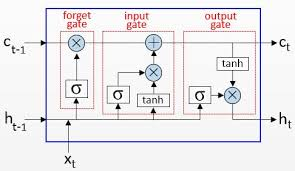 forget
gate
input
gate
output
gate
c t-1
c t
tanh
σ
σ
tanh
σ
h t-1
h t
x t